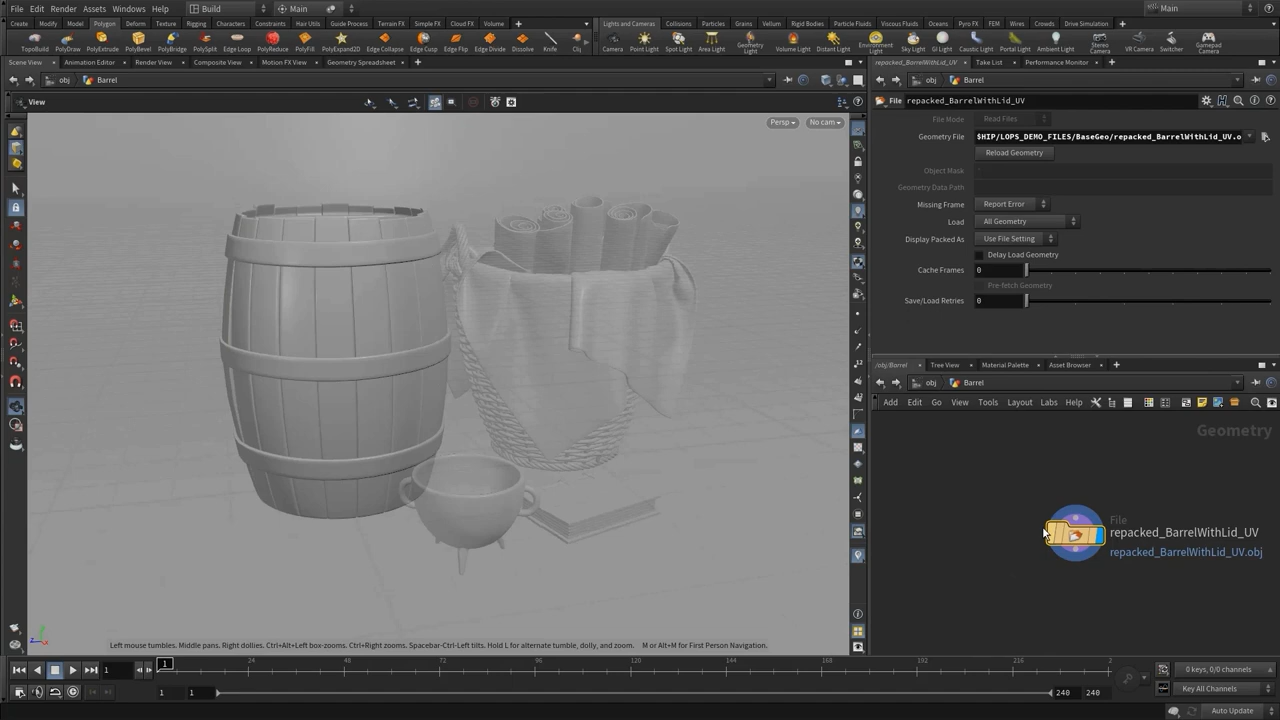 File Edit Render Assets Windows Help Build Main Main
Create Modify Model Polygon Deform Texture Rigging Characters Constraints Hair Utils Guide Process Terrain FX Simple FX Cloud FX Volume
Lights and Cameras Collisions Particles Grains Vellum Rigid Bodies Particle Fluids Viscous Fluids Oceans Pyro FX FEM Wires Crowds Drive Simulation
TopoBuild PolyDraw PolyExtrude PolyBevel PolyBridge PolySplit Edge Loop PolyReduce PolyFill PolyExpand2D Edge Collapse Edge Cusp Edge Flip Edge Divide Dissolve Knife
Camera Point Light Spot Light Area Light Geometry Light Volume Light Distant Light Environment Light Sky Light GI Light Caustic Light Portal Light Ambient Light Stereo Camera VR Camera Switcher Gamepad Camera
Scene View Animation Editor Render View Composite View Motion FX View Geometry Spreadsheet
repacked_BarrelWithLid_UV Take List Performance Monitor
obj Barrel
obj Barrel
View
File repacked_BarrelWithLid_UV
Persp No cam
File Mode Read Files
Geometry File $HIP/LOPS_DEMO_FILES/BaseGeo/repacked_BarrelWithLid_UV.o
Reload Geometry
Object Mask *
Geometry Data Path
Missing Frame Report Error
Load All Geometry
Display Packed As Use File Setting
Delay Load Geometry
Cache Frames 0
Pre-fetch Geometry
Save/Load Retries 0
/obj/Barrel Tree View Material Palette Asset Browser
obj Barrel
Add Edit Go View Tools Layout Labs Help
Geometry
File
repacked_BarrelWithLid_UV
repacked_BarrelWithLid_UV.obj
Left mouse tumbles. Middle pans. Right dollies. Ctrl+Alt+Left box-zooms. Ctrl+Right zooms. Spacebar-Ctrl-Left tilts. Hold L for alternate tumble, dolly, and zoom. M or Alt+M for First Person Navigation.
1 1 24 48 72 96 120 144 168 192 216 2
0 keys, 0/0 channels
1 1 240 240
Key All Channels
Auto Update